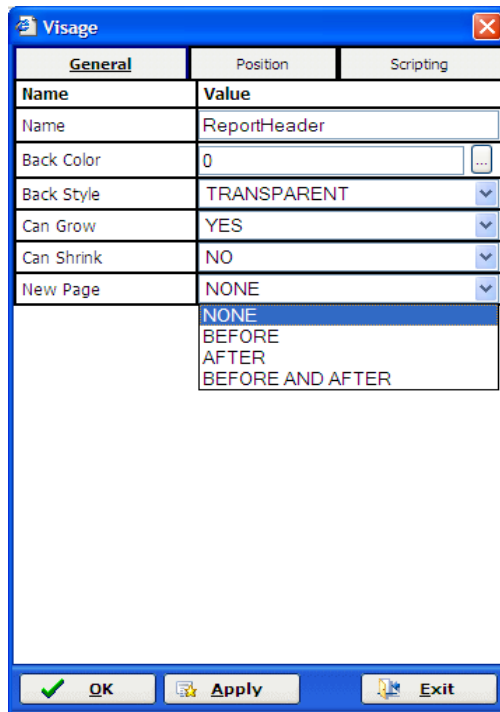 Visage
General Position Scripting
Name Value
Name ReportHeader
Back Color 0 ...
Back Style TRANSPARENT
Can Grow YES
Can Shrink NO
New Page NONE
NONE
BEFORE
AFTER
BEFORE AND AFTER
OK Apply Exit